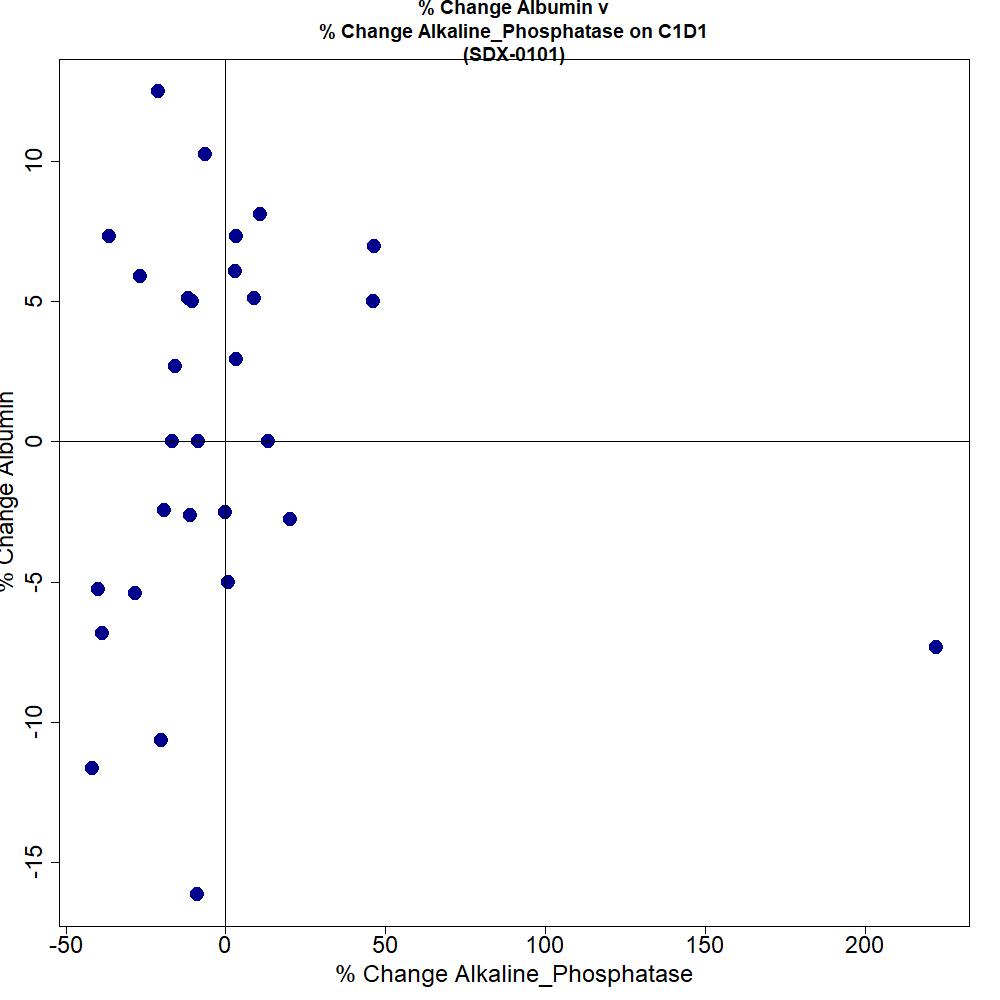 % Change Albumin v
% Change Alkaline_Phosphatase on C1D1
(SDX-0101)
% Change Albumin
10
5
0
-5
-10
-15
-50
0
50
100
150
200
% Change Alkaline_Phosphatase